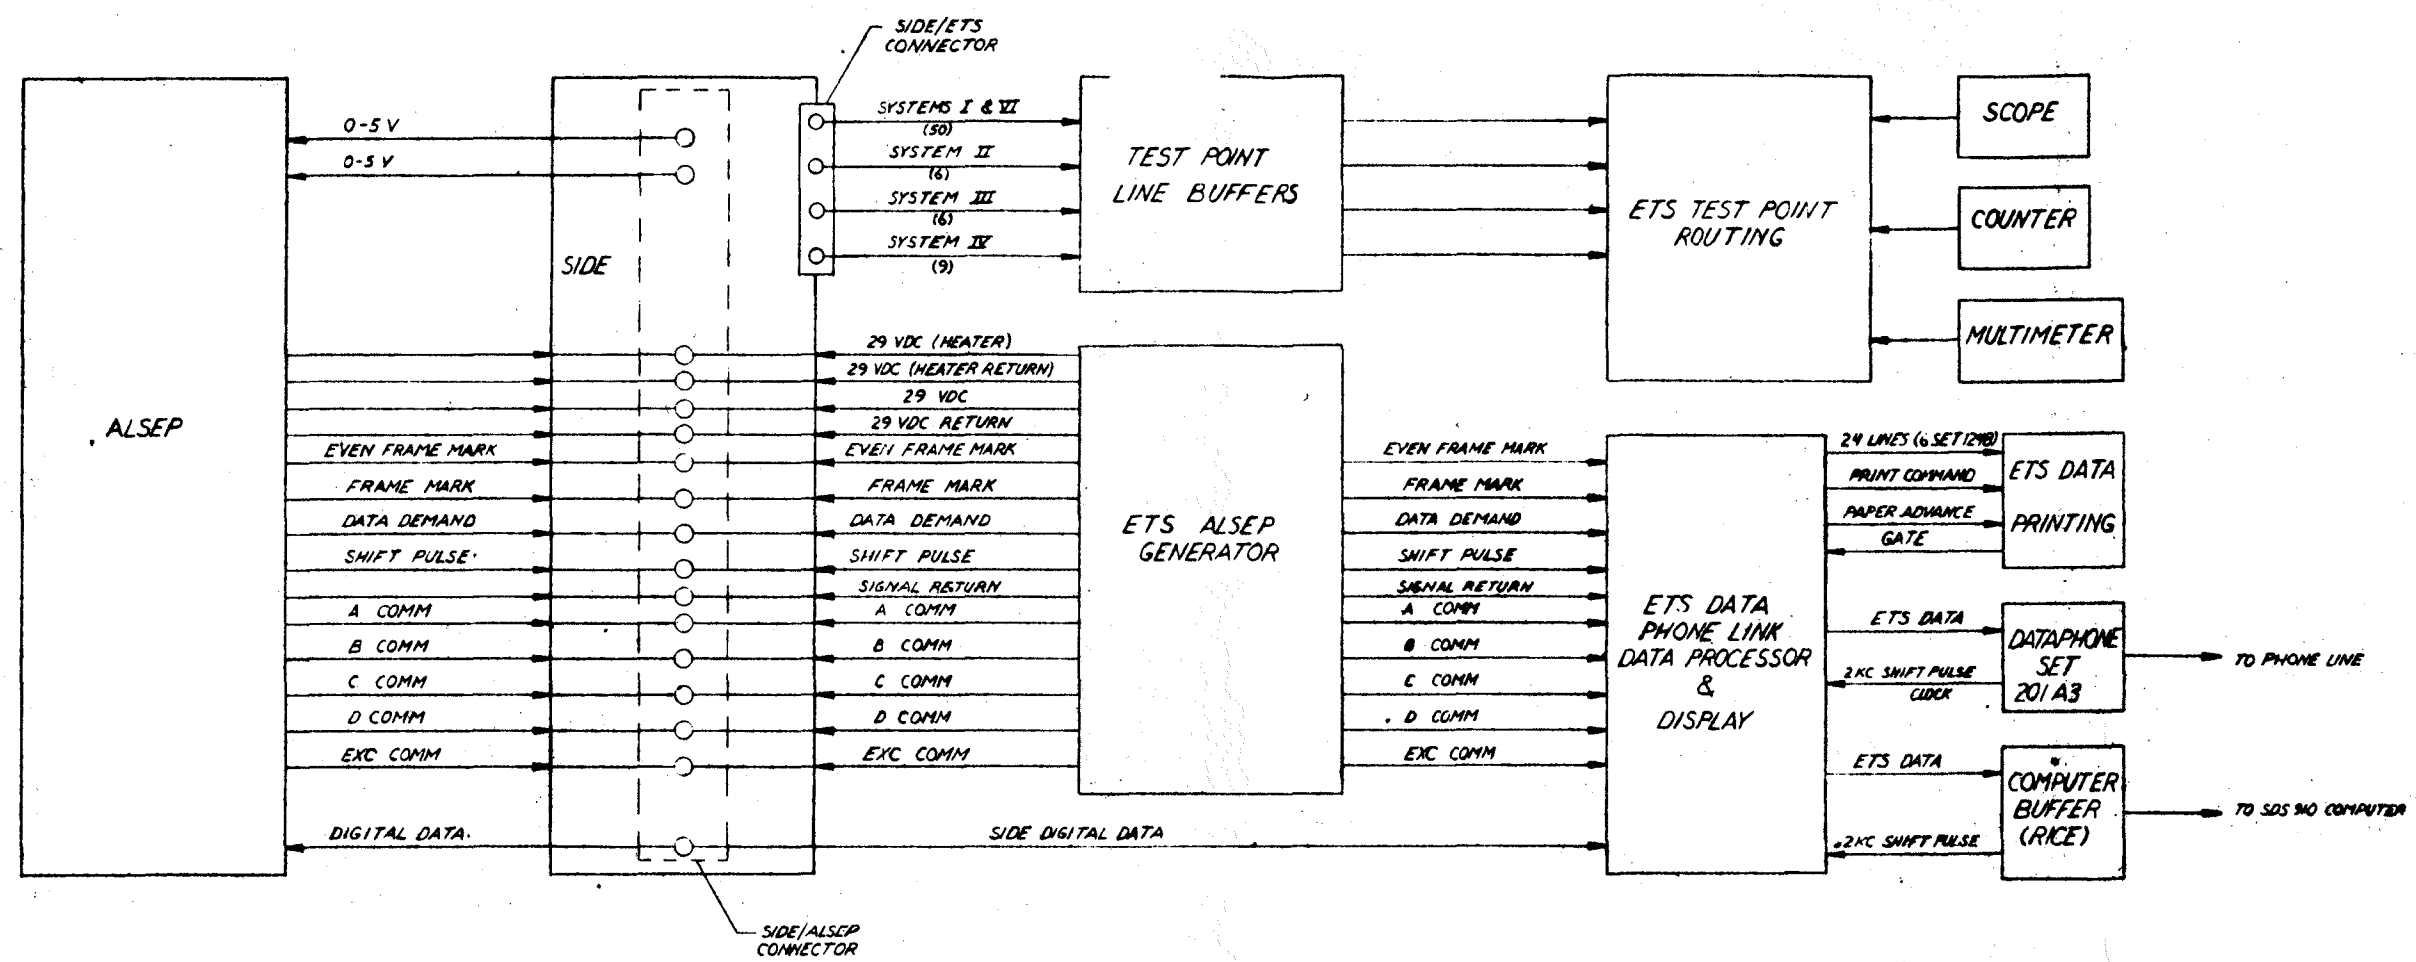 SIDE/ETS
CONNECTOR
0-5 V
0-5 V
ALSEP
EVEN FRAME MARK
FRAME MARK
DATA DEMAND
SHIFT PULSE
A COMM
B COMM
C COMM
D COMM
EXC COMM
DIGITAL DATA
SIDE
SIDE/ALSEP
CONNECTOR
SYSTEMS I & VI
(50)
SYSTEM II
(6)
SYSTEM III
(6)
SYSTEM IV
(9)
29 VDC (HEATER)
29 VDC (HEATER RETURN)
29 VDC
29 VDC RETURN
EVEN FRAME MARK
FRAME MARK
DATA DEMAND
SHIFT PULSE
SIGNAL RETURN
A COMM
B COMM
C COMM
D COMM
EXC COMM
SIDE DIGITAL DATA
TEST POINT
LINE BUFFERS
ETS ALSEP
GENERATOR
EVEN FRAME MARK
FRAME MARK
DATA DEMAND
SHIFT PULSE
SIGNAL RETURN
A COMM
B COMM
C COMM
D COMM
EXC COMM
ETS TEST POINT
ROUTING
SCOPE
COUNTER
MULTIMETER
ETS DATA
PHONE LINK
DATA PROCESSOR
&
DISPLAY
24 LINES (6 SET 1248)
PRINT COMMAND
PAPER ADVANCE
GATE
ETS DATA
PRINTING
ETS DATA
2 KC SHIFT PULSE
CLOCK
DATAPHONE
SET
201 A3
TO PHONE LINE
ETS DATA
2 KC SHIFT PULSE
COMPUTER
BUFFER
(RICE)
TO SDS 910 COMPUTER